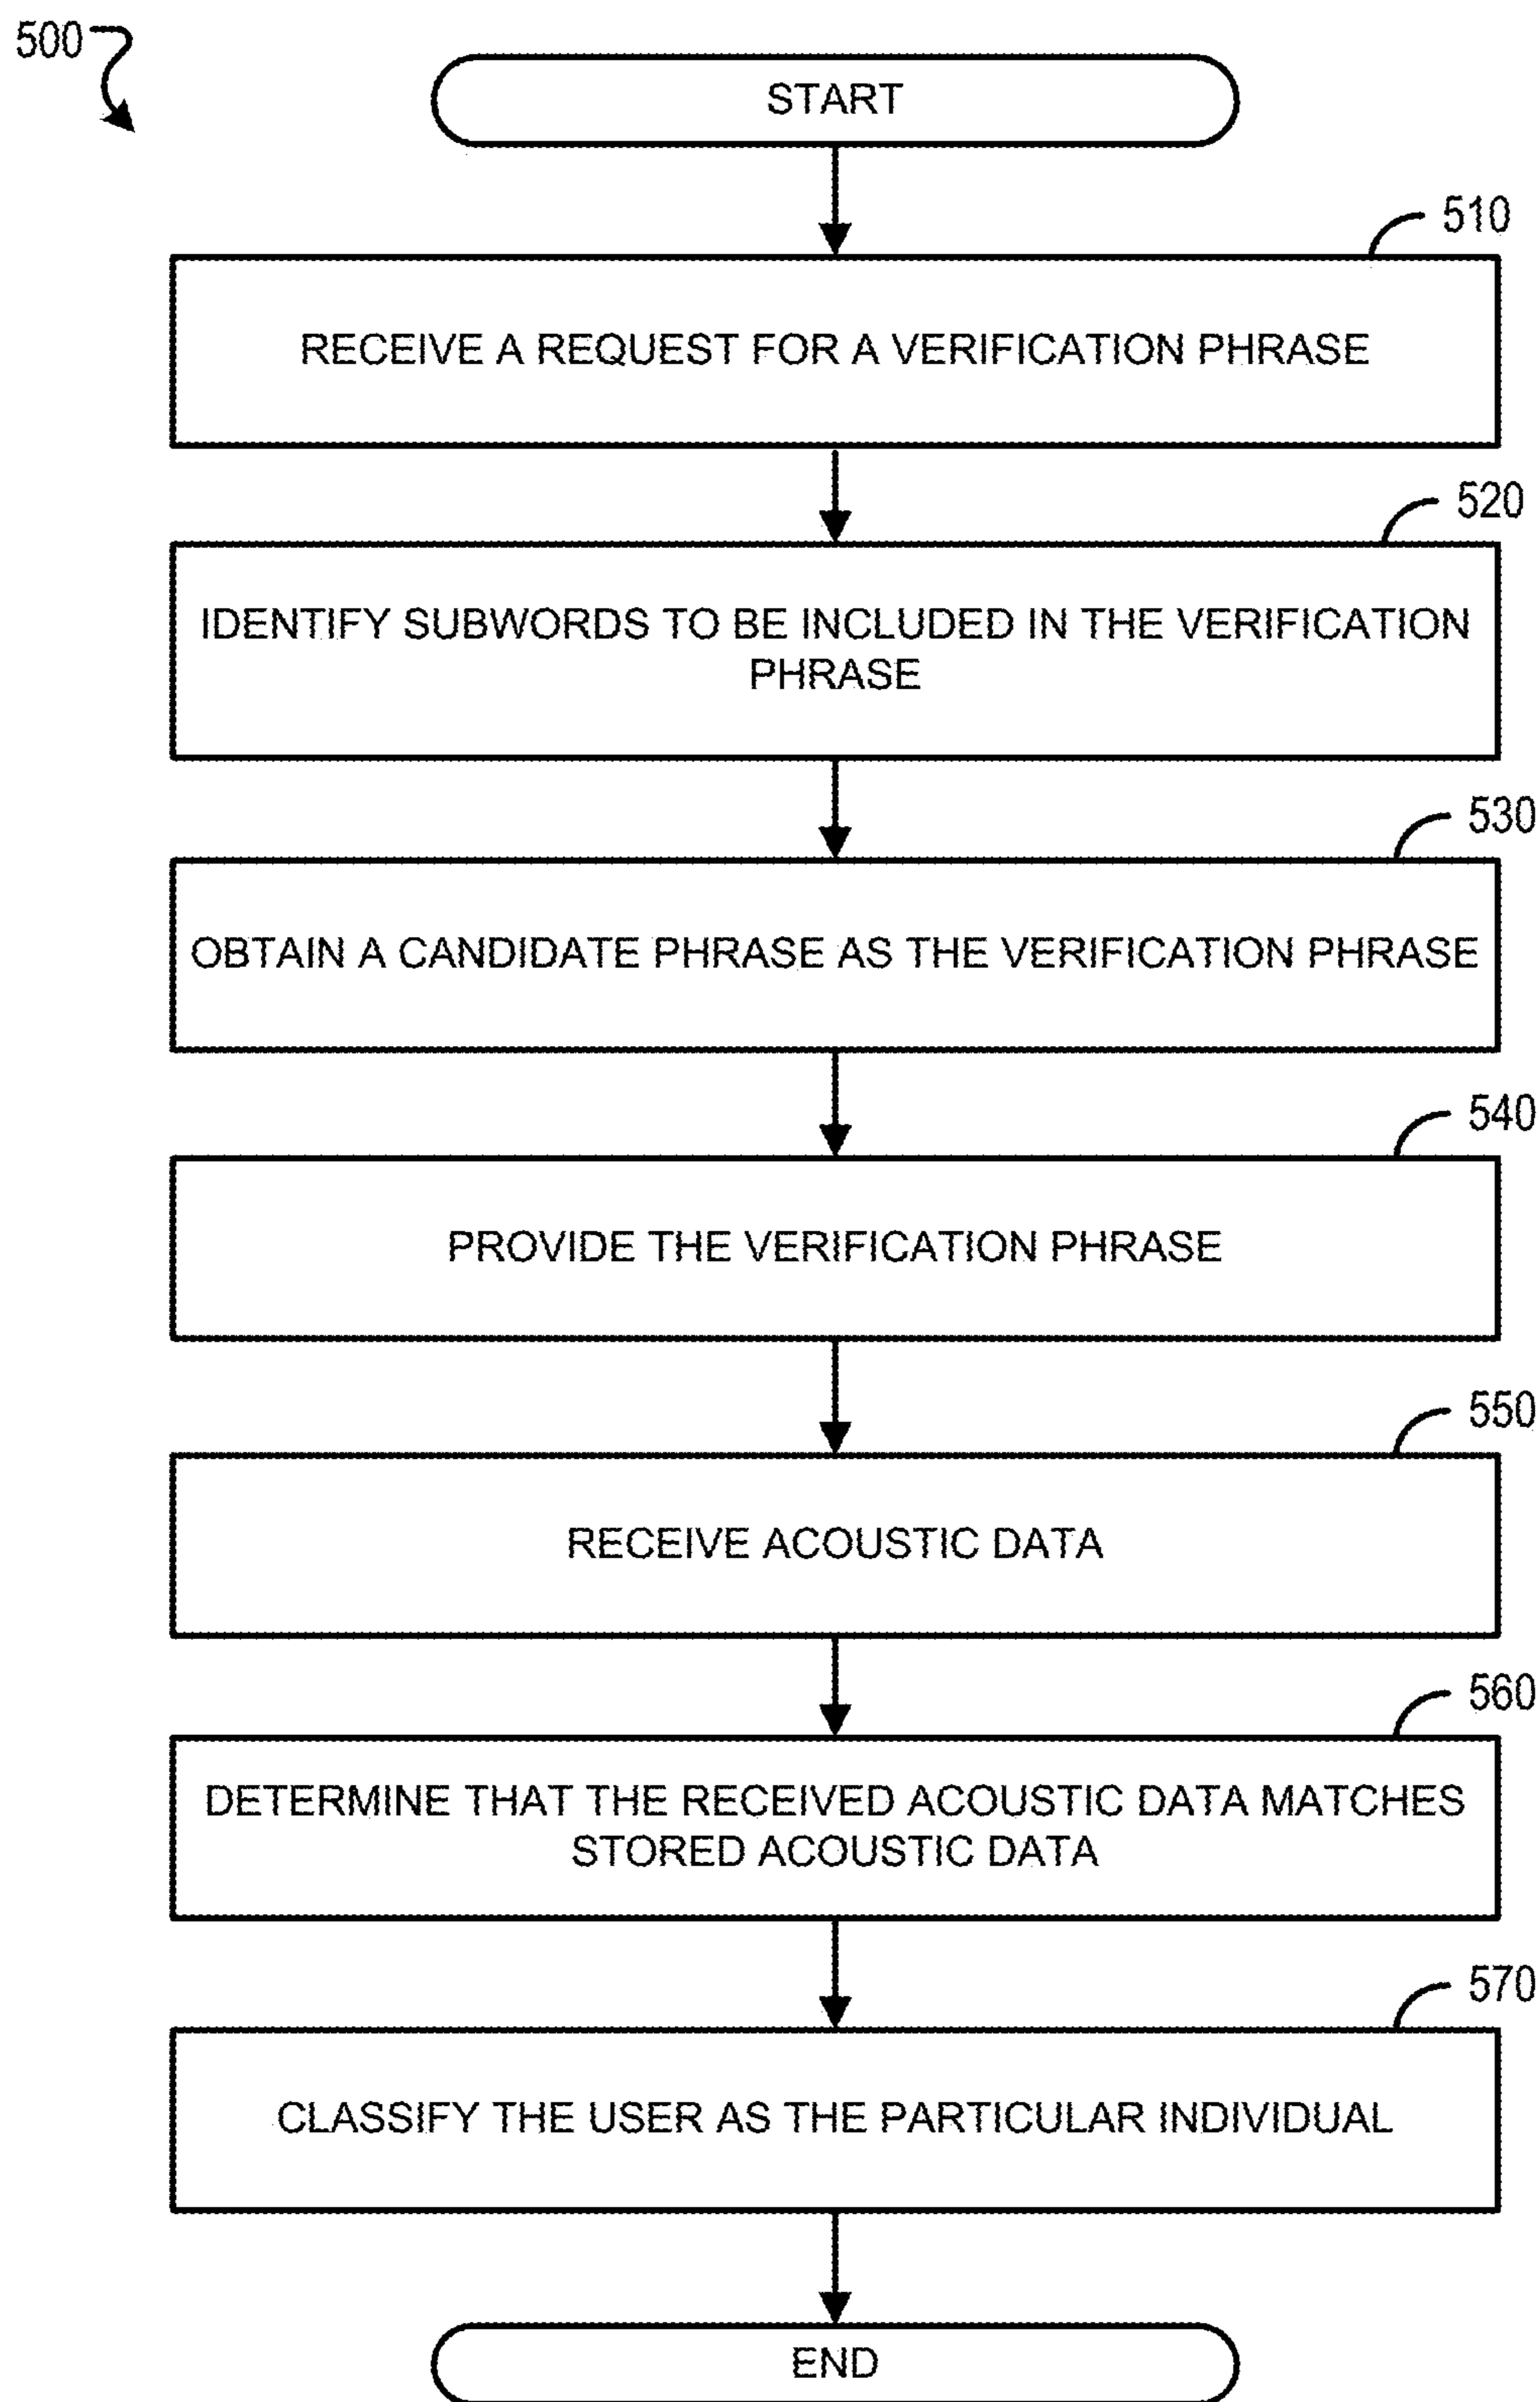 500
START
510
RECEIVE A REQUEST FOR A VERIFICATION PHRASE
520
IDENTIFY SUBWORDS TO BE INCLUDED IN THE VERIFICATION
PHRASE
530
OBTAIN A CANDIDATE PHRASE AS THE VERIFICATION PHRASE
540
PROVIDE THE VERIFICATION PHRASE
550
RECEIVE ACOUSTIC DATA
560
DETERMINE THAT THE RECEIVED ACOUSTIC DATA MATCHES
STORED ACOUSTIC DATA
570
CLASSIFY THE USER AS THE PARTICULAR INDIVIDUAL
END